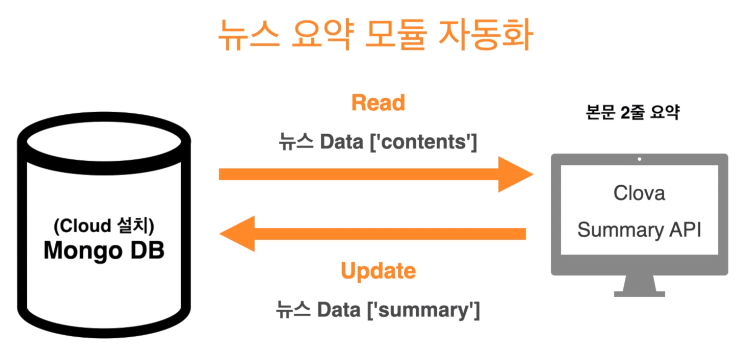 뉴스 요약 모듈 자동화
Read
뉴스 Data ['contents']
본문 2줄 요약
(Cloud 설치)
Mongo DB
Clova
Summary API
Update
뉴스 Data ['summary']